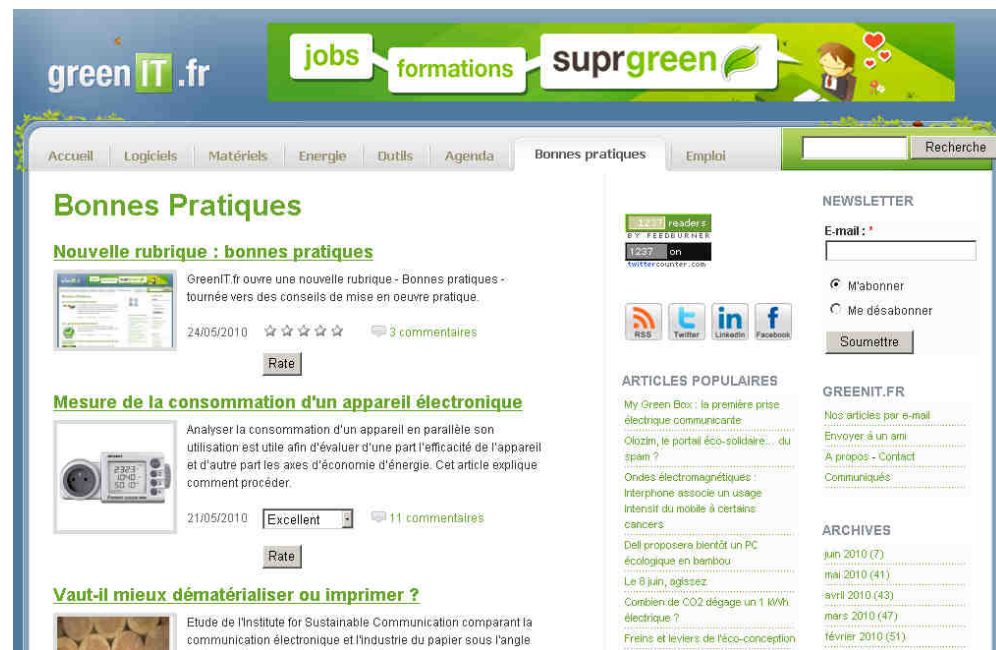 greenIT.fr
jobs
formations
suprgreen
Accueil
Logiciels
Matériels
Energie
Outils
Agenda
Bonnes pratiques
Emploi
Recherche
Bonnes Pratiques
Nouvelle rubrique : bonnes pratiques
GreenIT.fr ouvre une nouvelle rubrique - Bonnes pratiques -
tournée vers des conseils de mise en oeuvre pratique.
24/05/2010
3 commentaires
Rate
Mesure de la consommation d'un appareil électronique
Analyser la consommation d'un appareil en parallèle son
utilisation est utile afin d'évaluer d'une part l'efficacité de l'appareil
et d'autre part les axes d'économie d'énergie. Cet article explique
comment procéder.
21/05/2010
Excellent
11 commentaires
Rate
Vaut-il mieux dématérialiser ou imprimer ?
Etude de l'Institute for Sustainable Communication comparant la
communication électronique et l'industrie du papier sous l'angle
1237 readers
BY FEEDBURNER
1237 on
twittercounter.com
RSS
Twitter
LinkedIn
Facebook
ARTICLES POPULAIRES
My Green Box : la première prise
électrique communicante
Olozim, le portail éco-solidaire... du
spam ?
Ondes électromagnétiques :
Interphone associe un usage
intensif du mobile à certains
cancers
Dell proposera bientôt un PC
écologique en bambou
Le 8 juin, agissez
Combien de CO2 dégage un 1 kWh
électrique ?
Freins et leviers de l'éco-conception
NEWSLETTER
E-mail : *
M'abonner
Me désabonner
Soumettre
GREENIT.FR
Nos articles par e-mail
Envoyer à un ami
A propos - Contact
Communiqués
ARCHIVES
juin 2010 (7)
mai 2010 (41)
avril 2010 (43)
mars 2010 (47)
février 2010 (51)